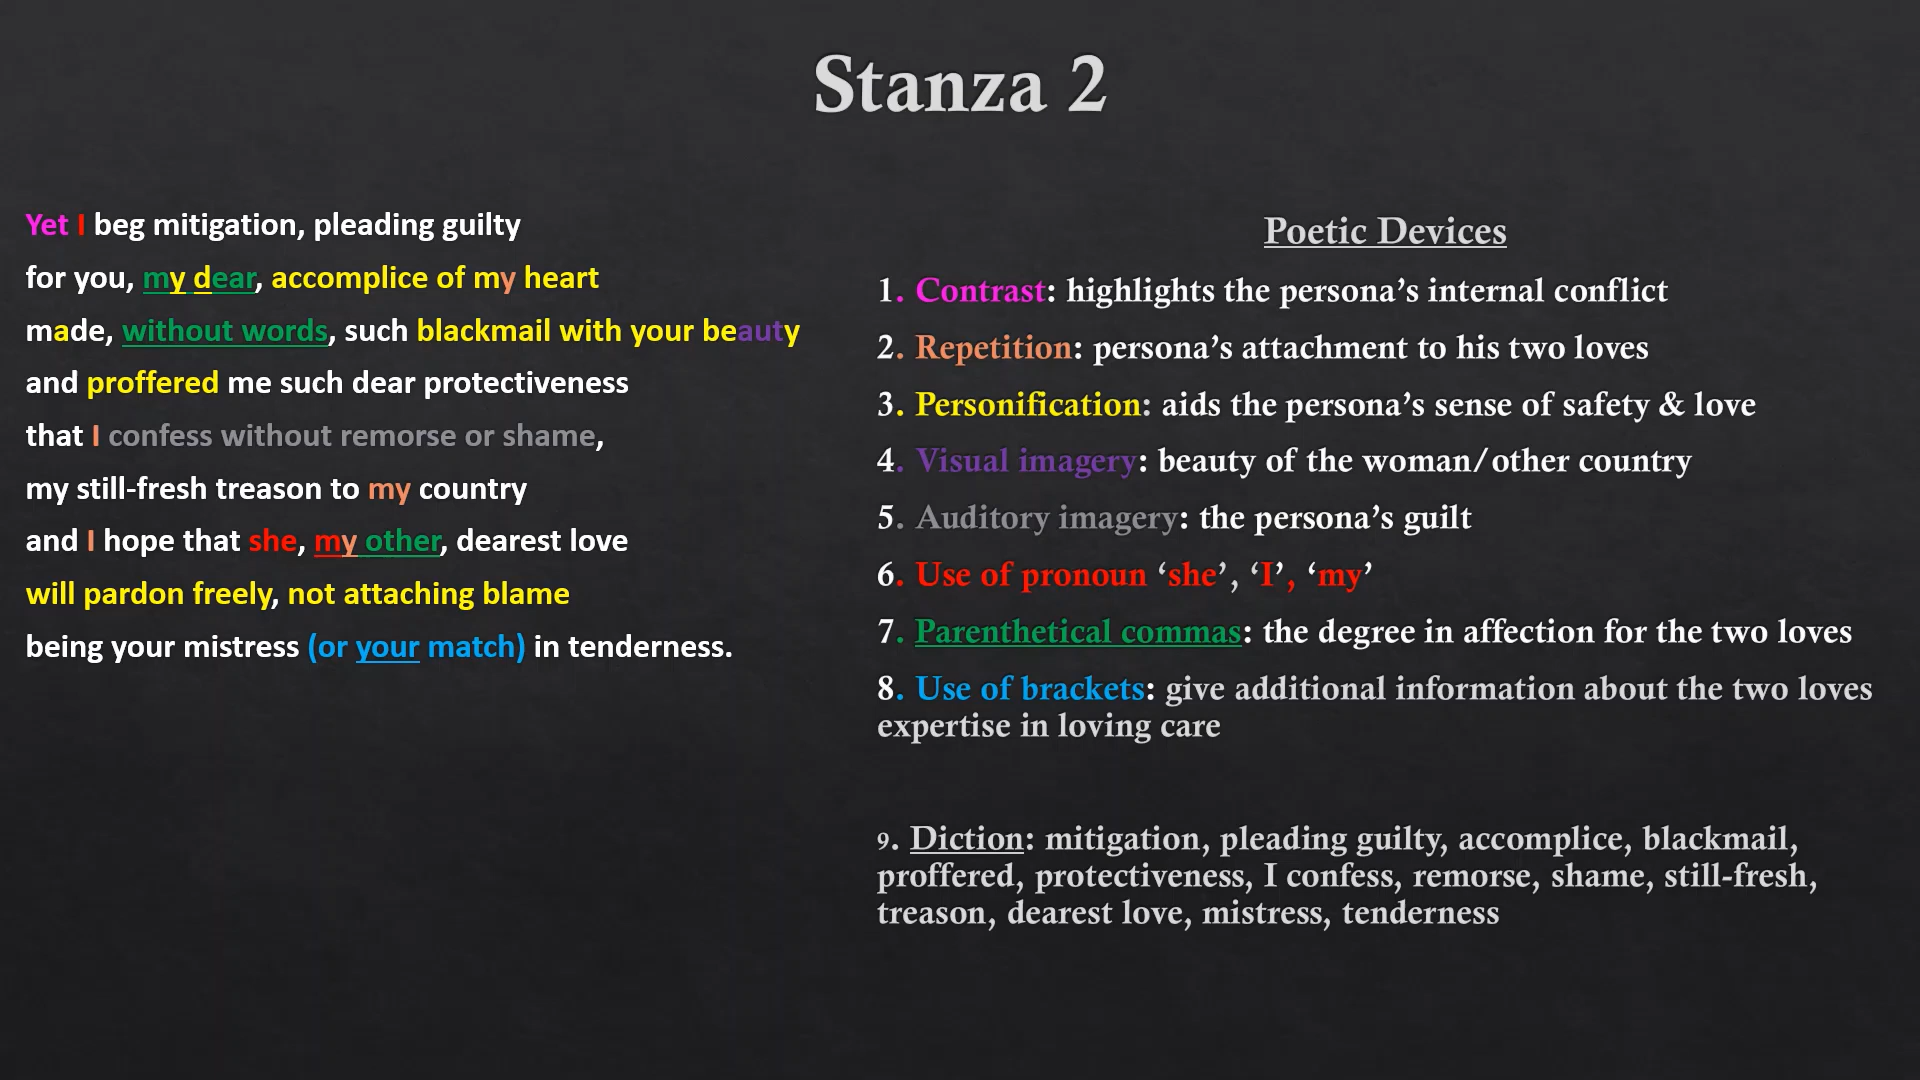 Stanza 2
Yet I beg mitigation, pleading guilty
for you, my dear, accomplice of my heart
made, without words, such blackmail with your beauty
and proffered me such dear protectiveness
that I confess without remorse or shame,
my still-fresh treason to my country
and I hope that she, my other, dearest love
will pardon freely, not attaching blame
being your mistress (or your match) in tenderness.
Poetic Devices
1. Contrast: highlights the persona’s internal conflict
2. Repetition: persona’s attachment to his two loves
3. Personification: aids the persona’s sense of safety & love
4. Visual imagery: beauty of the woman/other country
5. Auditory imagery: the persona’s guilt
6. Use of pronoun ‘she’, ‘I’, ‘my’
7. Parenthetical commas: the degree in affection for the two loves
8. Use of brackets: give additional information about the two loves
expertise in loving care
9. Diction: mitigation, pleading guilty, accomplice, blackmail,
proffered, protectiveness, I confess, remorse, shame, still-fresh,
treason, dearest love, mistress, tenderness